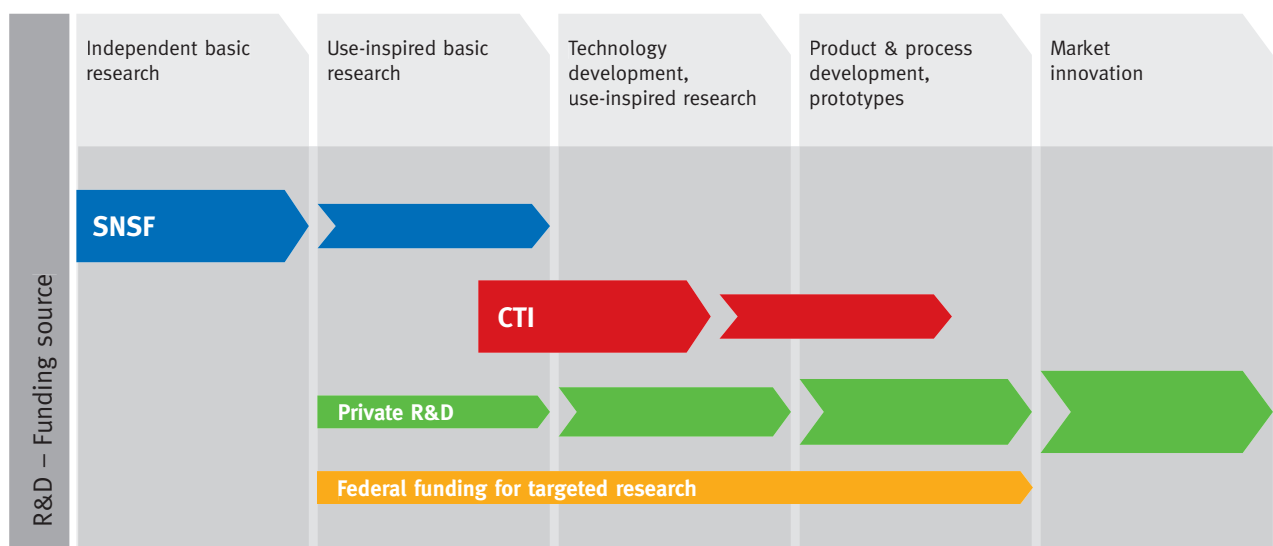 Independent basic
research
Use-inspired basic
research
Technology
development,
use-inspired research
Product & process
development,
prototypes
Market
innovation
R&D – Funding source
SNSF
CTI
Private R&D
Federal funding for targeted research